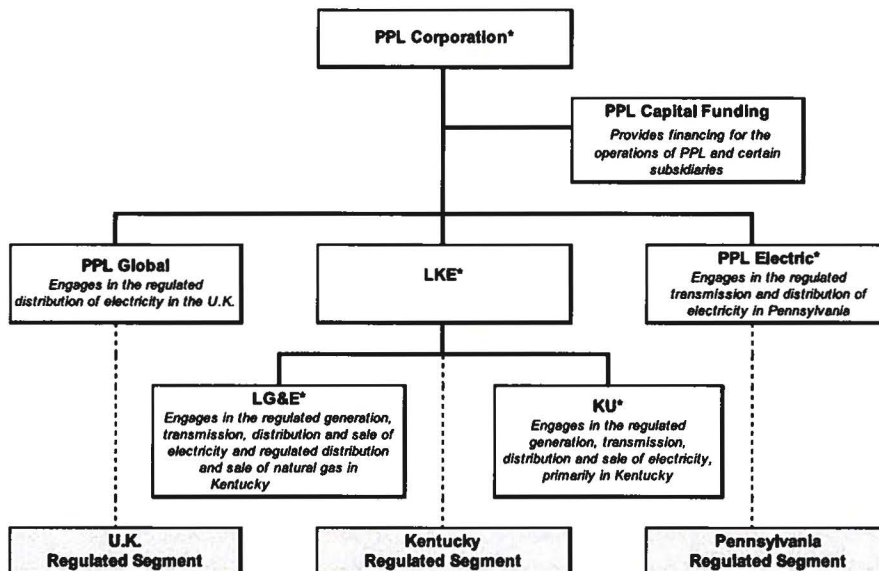 PPL Corporation*
PPL Capital Funding
Provides financing for the
operations of PPL and certain
subsidiaries
PPL Global
Engages in the regulated
distribution of electricity in the U.K.
LKE*
PPL Electric*
Engages in the regulated
transmission and distribution of
electricity in Pennsylvania
LG&E*
Engages in the regulated generation,
transmission, distribution and sale of
electricity and regulated distribution
and sale of natural gas in
Kentucky
KU*
Engages in the regulated
generation, transmission,
distribution and sale of electricity,
primarily in Kentucky
U.K.
Regulated Segment
Kentucky
Regulated Segment
Pennsylvania
Regulated Segment